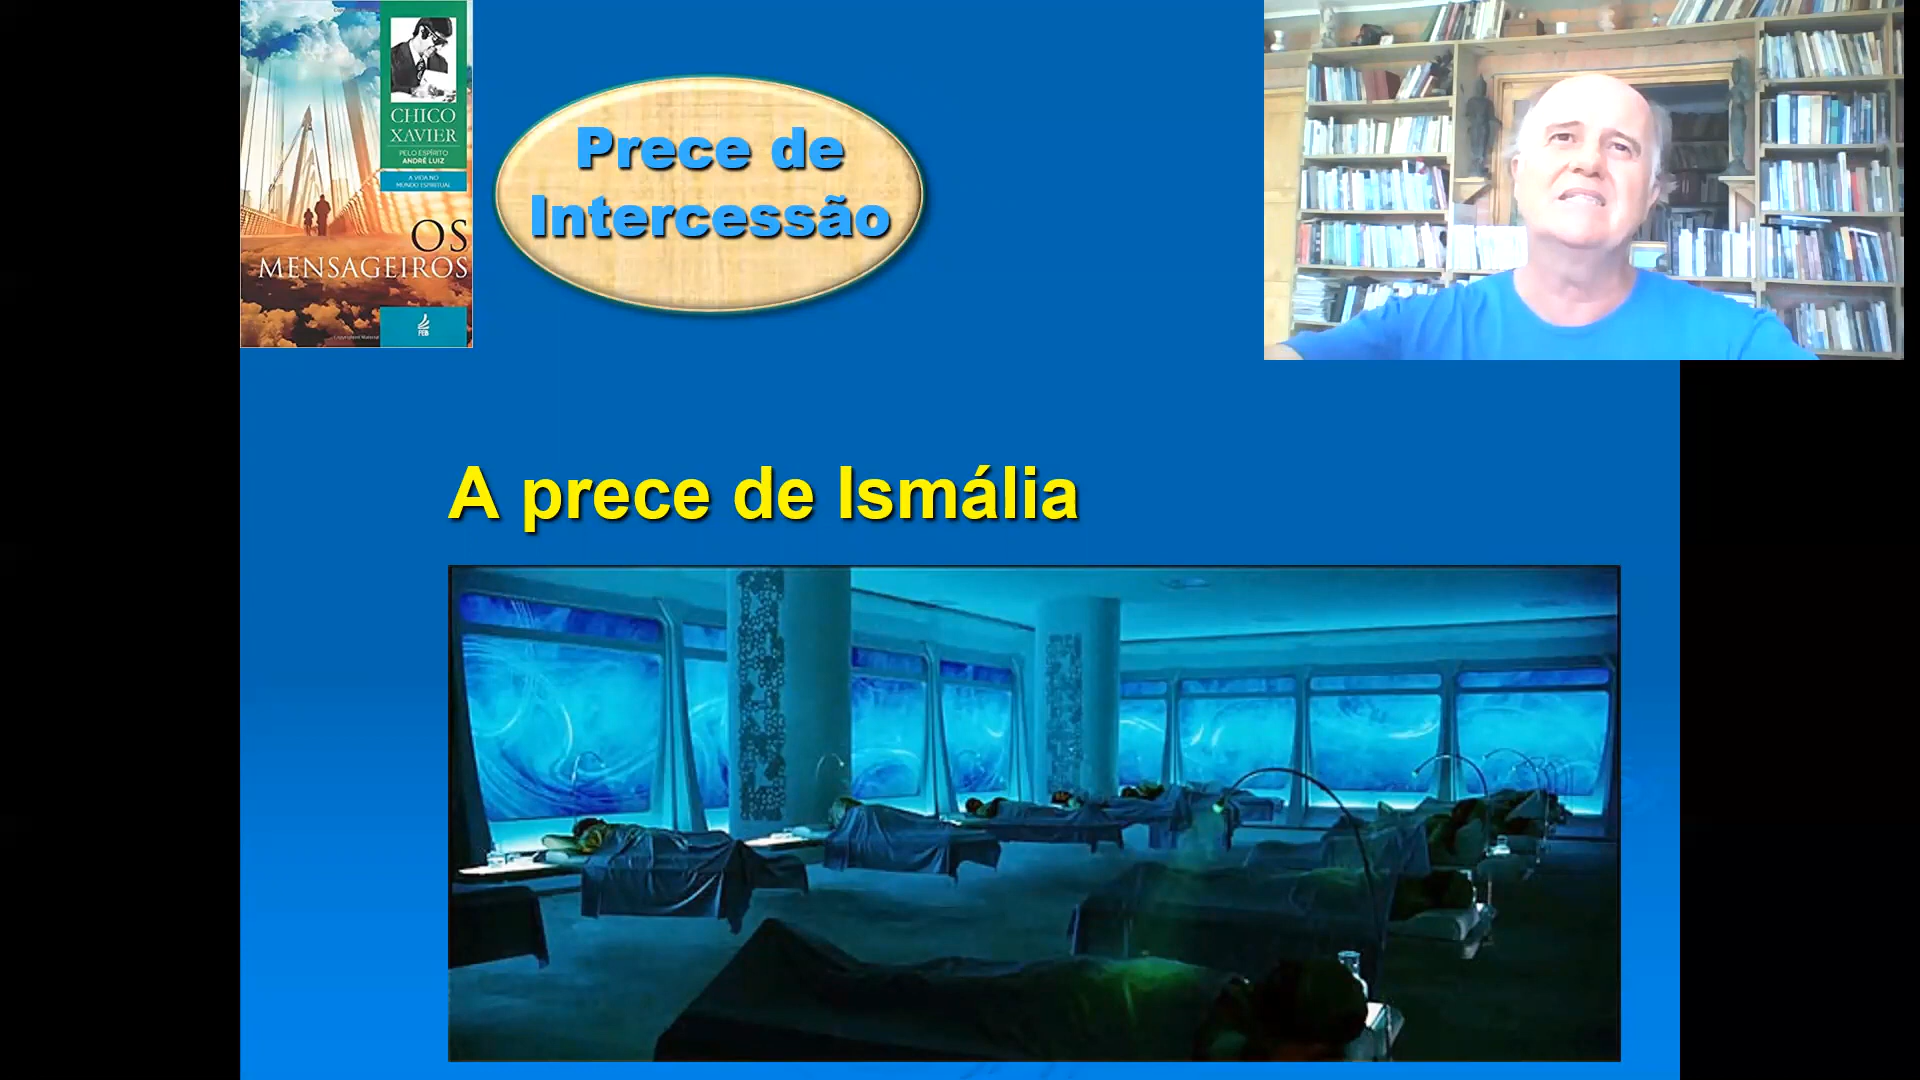 CHICO
XAVIER
PELO ESPÍRITO
ANDRÉ LUIZ
A VIDA NO
MUNDO ESPIRITUAL
OS
MENSAGEIROS
FEB
Prece de
Intercessão
A prece de Ismália